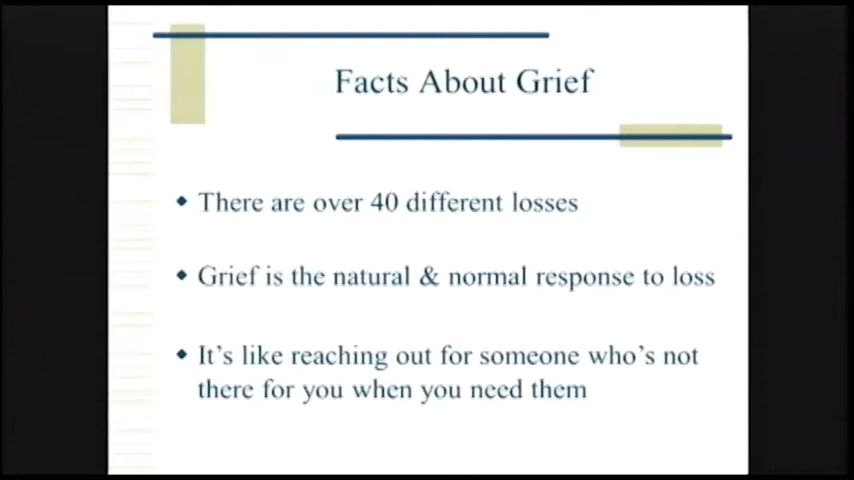 Facts About Grief
There are over 40 different losses
Grief is the natural & normal response to loss
It's like reaching out for someone who's not
there for you when you need them